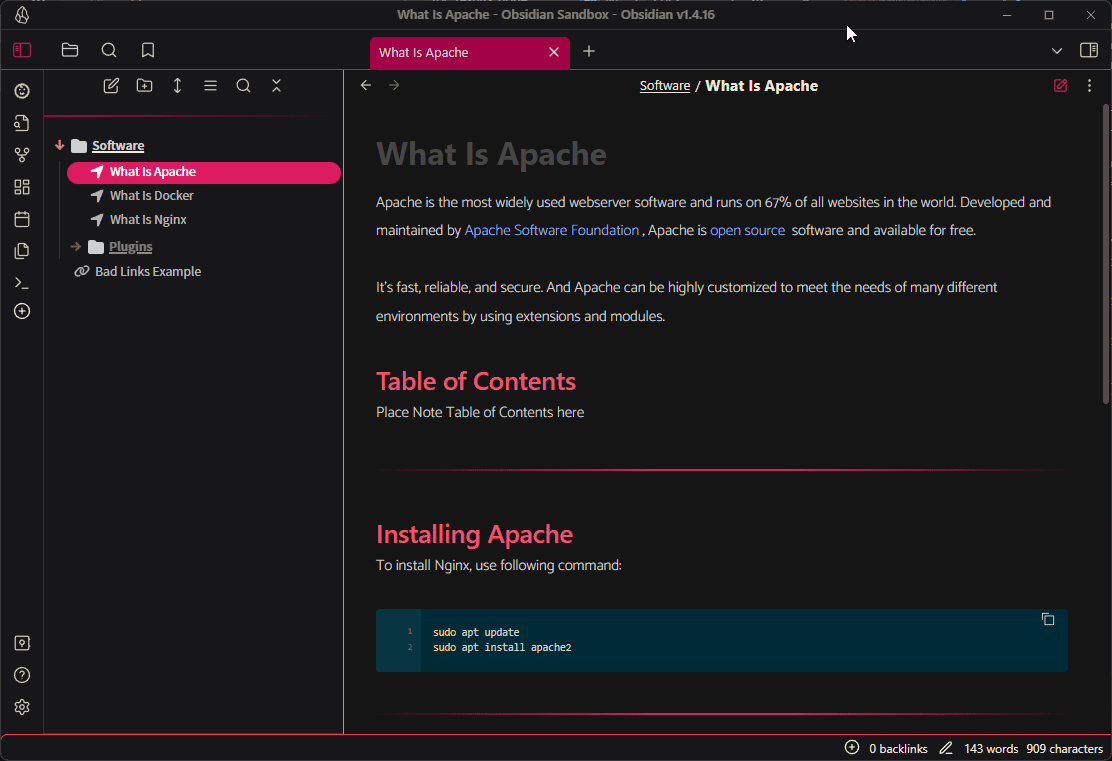 What Is Apache - Obsidian Sandbox - Obsidian v1.4.16
What Is Apache
Software / What Is Apache
Software
What Is Apache
What Is Docker
What Is Nginx
Plugins
Bad Links Example
What Is Apache
Apache is the most widely used webserver software and runs on 67% of all websites in the world. Developed and
maintained by Apache Software Foundation , Apache is open source software and available for free.
It's fast, reliable, and secure. And Apache can be highly customized to meet the needs of many different
environments by using extensions and modules.
Table of Contents
Place Note Table of Contents here
Installing Apache
To install Nginx, use following command:
1 sudo apt update
2 sudo apt install apache2
0 backlinks 143 words 909 characters